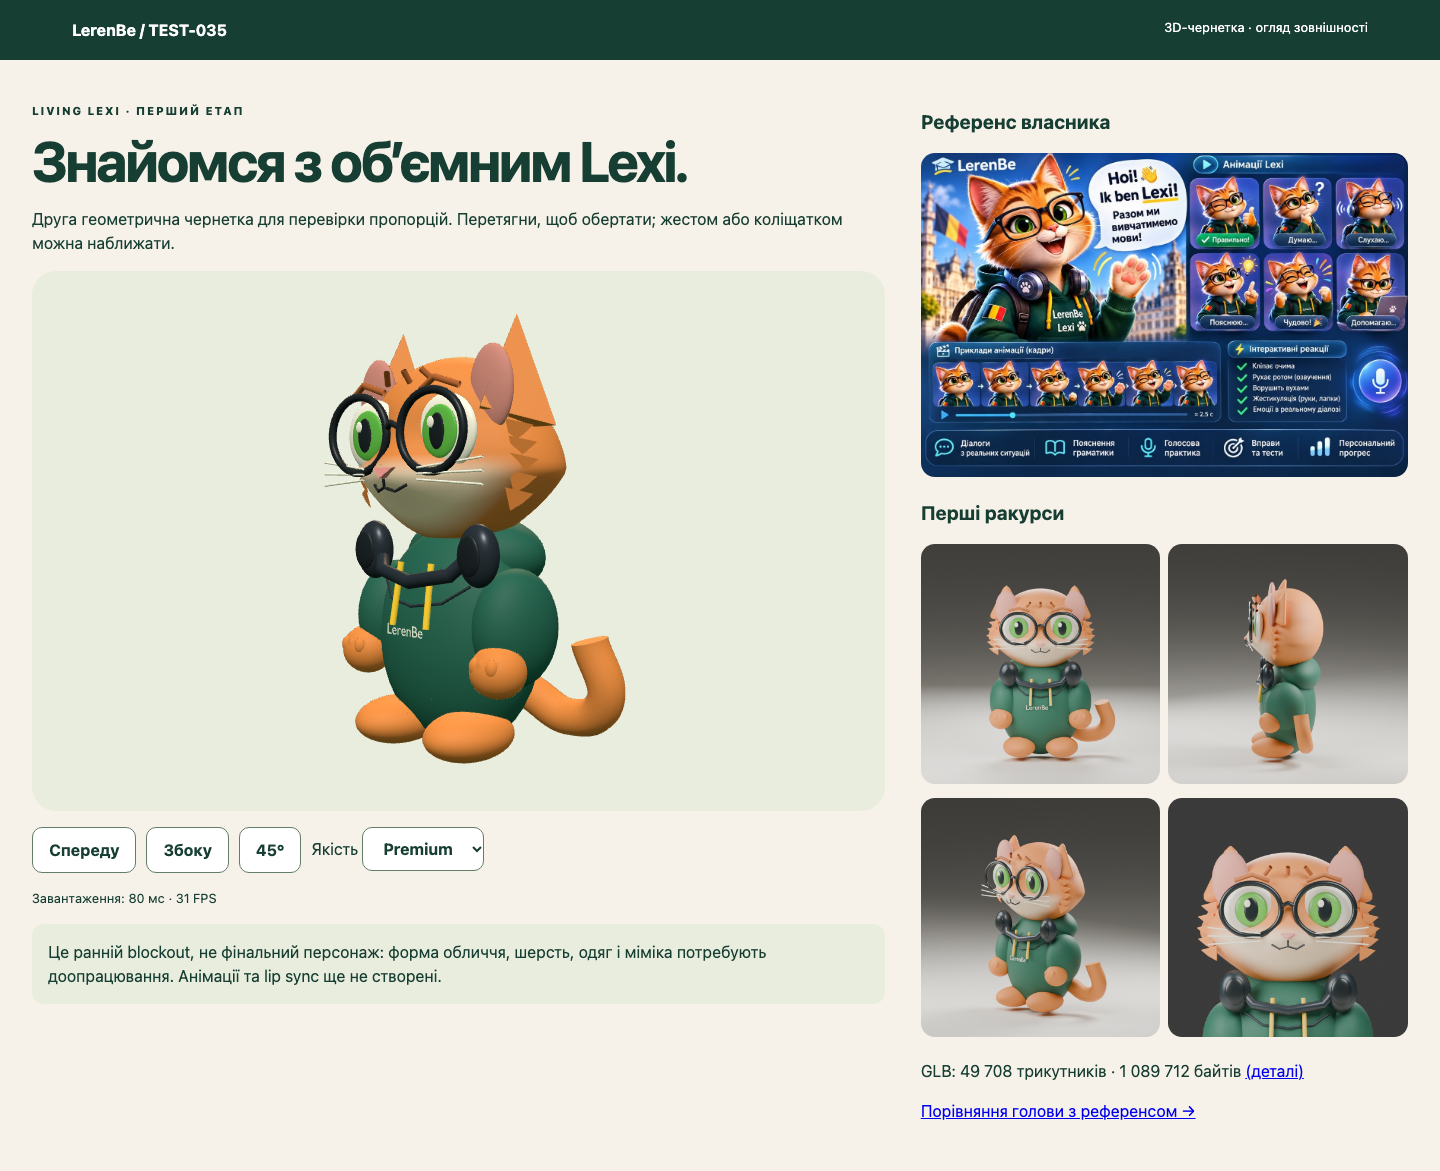 LerenBe / TEST-035
3D-чернетка · огляд зовнішності
LIVING LEXI · ПЕРШИЙ ЕТАП
Знайомся з об’ємним Lexi.
Друга геометрична чернетка для перевірки пропорцій. Перетягни, щоб обертати; жестом або коліщатком
можна наближати.
LerenBe
Спереду
Збоку
45°
Якість
Premium
Завантаження: 80 мс · 31 FPS
Це ранній blockout, не фінальний персонаж: форма обличчя, шерсть, одяг і міміка потребують
доопрацювання. Анімації та lip sync ще не створені.
Референс власника
LerenBe
Hoi! 👋
Ik ben Lexi!
Разом ми
вивчатимемо
мови!
LerenBe
Lexi
Анімації Lexi
Правильно!
?
Думаю...
Слухаю...
Пояснюю...
Чудово! 🎉
Допомагаю...
Приклади анімації (кадри)
≈ 2.5 с
Інтерактивні реакції
Кліпає очима
Рухає ротом (озвучення)
Ворушить вухами
Жестикуляція (руки, лапки)
Емоції в реальному діалозі
Діалоги
з реальних ситуацій
Пояснення
граматики
Голосова
практика
Вправи
та тести
Персональний
прогрес
Перші ракурси
LerenBe
LerenBe
GLB: 49 708 трикутників · 1 089 712 байтів (деталі)
Порівняння голови з референсом →